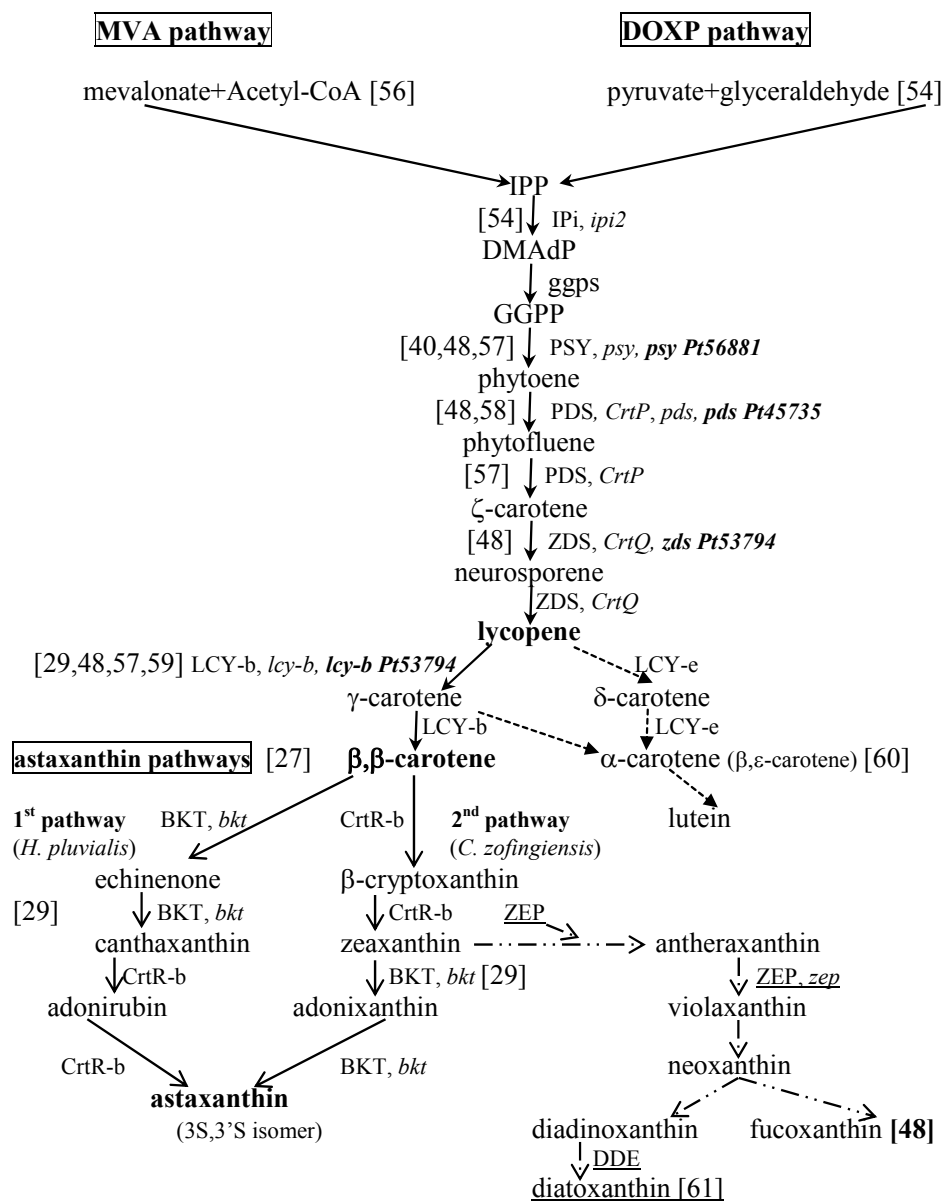 MVA pathway DOXP pathway
mevalonate+Acetyl-CoA [56] pyruvate+glyceraldehyde [54]
IPP
[54] IPi, ipi2
DMAdP
ggps
GGPP
[40,48,57] PSY, psy, psy Pt56881
phytoene
[48,58] PDS, CrtP, pds, pds Pt45735
phytofluene
[57] PDS, CrtP
ζ-carotene
[48] ZDS, CrtQ, zds Pt53794
neurosporene
ZDS, CrtQ
lycopene
[29,48,57,59] LCY-b, lcy-b, lcy-b Pt53794 LCY-e
γ-carotene δ-carotene
LCY-b LCY-e
astaxanthin pathways [27] β,β-carotene α-carotene (β,ε-carotene) [60]
1st pathway BKT, bkt CrtR-b 2nd pathway lutein
(H. pluvialis) (C. zofingiensis)
echinenone β-cryptoxanthin
[29] BKT, bkt CrtR-b ZEP
canthaxanthin zeaxanthin antheraxanthin
CrtR-b BKT, bkt [29] ZEP, zep
adonirubin adonixanthin violaxanthin
CrtR-b BKT, bkt neoxanthin
astaxanthin
(3S,3'S isomer) diadinoxanthin fucoxanthin [48]
DDE
diatoxanthin [61]